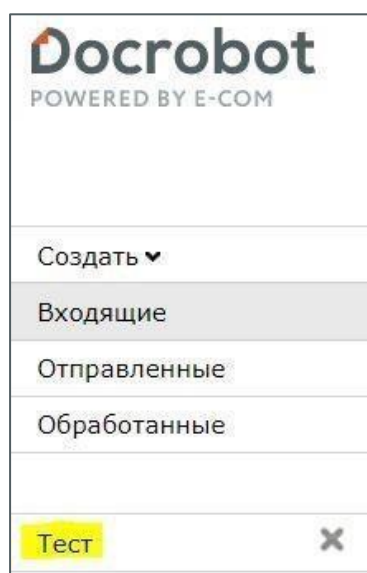 Docrobot
POWERED BY E-COM
Создать
Входящие
Отправленные
Обработанные
Тест